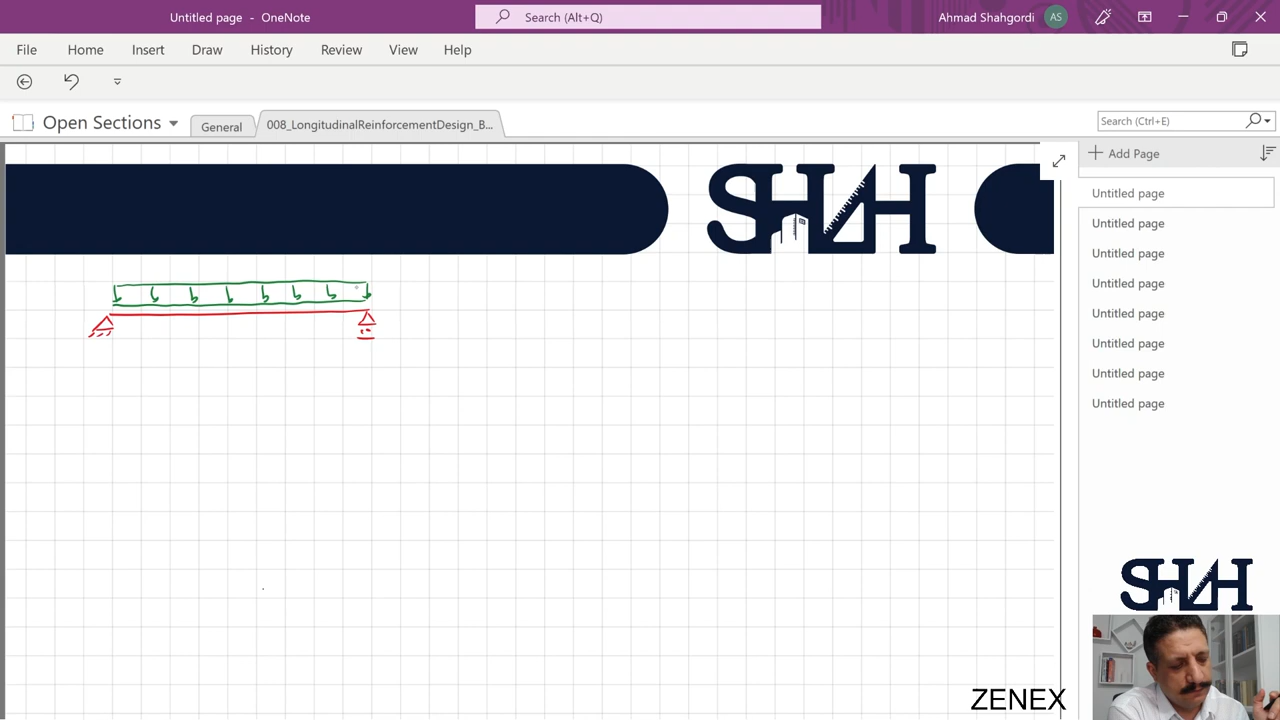 Untitled page - OneNote
Search (Alt+Q)
Ahmad Shahgordi
AS
File Home Insert Draw History Review View Help
Open Sections
General
008_LongitudinalReinforcementDesign_B...
Search (Ctrl+E)
Add Page
Untitled page
Untitled page
Untitled page
Untitled page
Untitled page
Untitled page
Untitled page
Untitled page
SHAH
SHAH
ZENEX